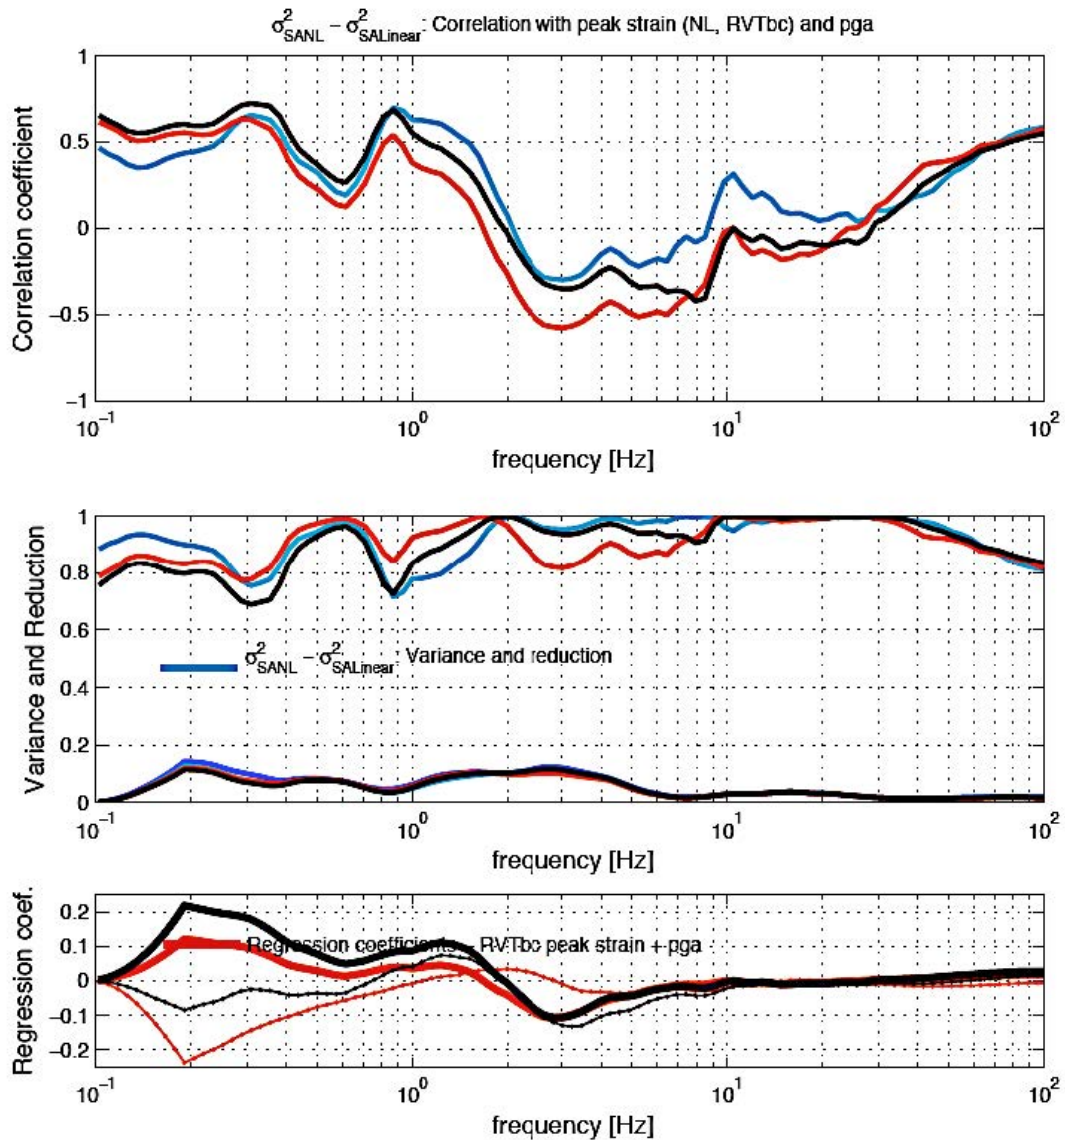 σ²SANL − σ²SALinear: Correlation with peak strain (NL, RVTbc) and pga
Correlation coefficient
1
0.5
0
−0.5
−1
10⁻¹ 10⁰ 10¹ 10²
frequency [Hz]
Variance and Reduction
1
0.8
0.6
σ²SANL − σ²SALinear: Variance and reduction
0.4
0.2
0
10⁻¹ 10⁰ 10¹ 10²
frequency [Hz]
Regression coef.
0.2
0.1
Regression coefficients − RVTbc peak strain + pga
0
−0.1
−0.2
10⁻¹ 10⁰ 10¹ 10²
frequency [Hz]